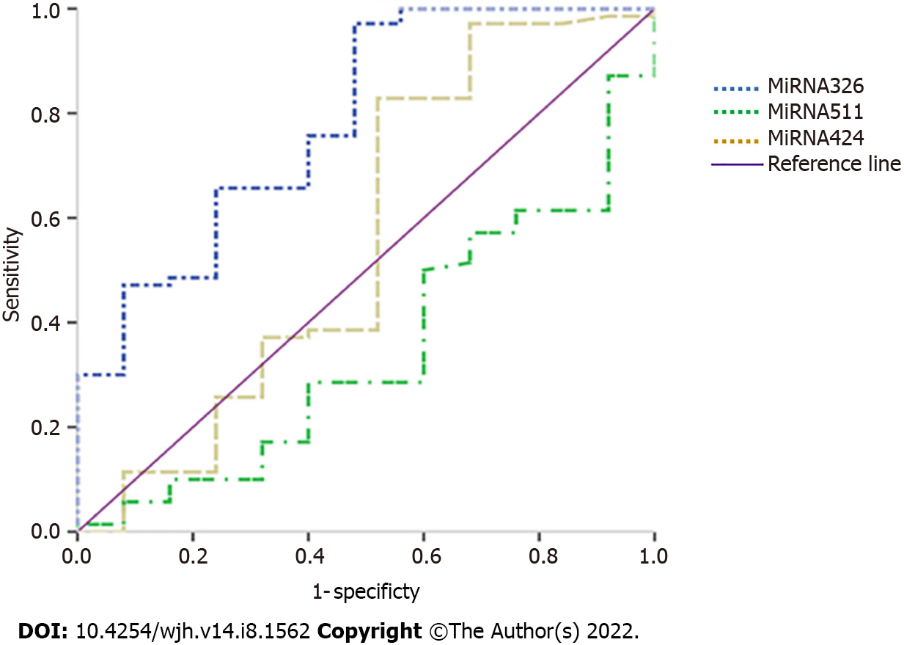 1.0
0.8
0.6
0.4
0.2
0.0
Sensitivity
0.0 0.2 0.4 0.6 0.8 1.0
1- specificty
MiRNA326
MiRNA511
MiRNA424
Reference line
DOI: 10.4254/wjh.v14.i8.1562 Copyright ©The Author(s) 2022.